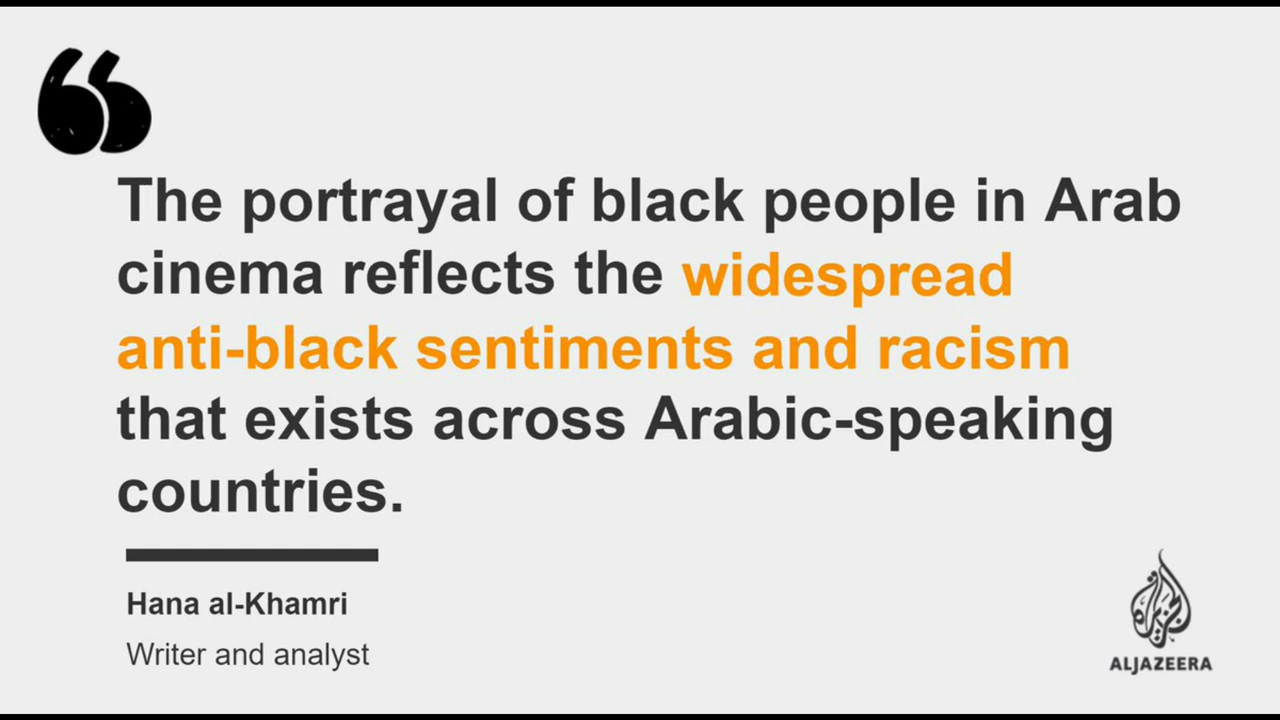 The portrayal of black people in Arab
cinema reflects the widespread
anti-black sentiments and racism
that exists across Arabic-speaking
countries.
Hana al-Khamri
Writer and analyst
الجزيرة
ALJAZEERA